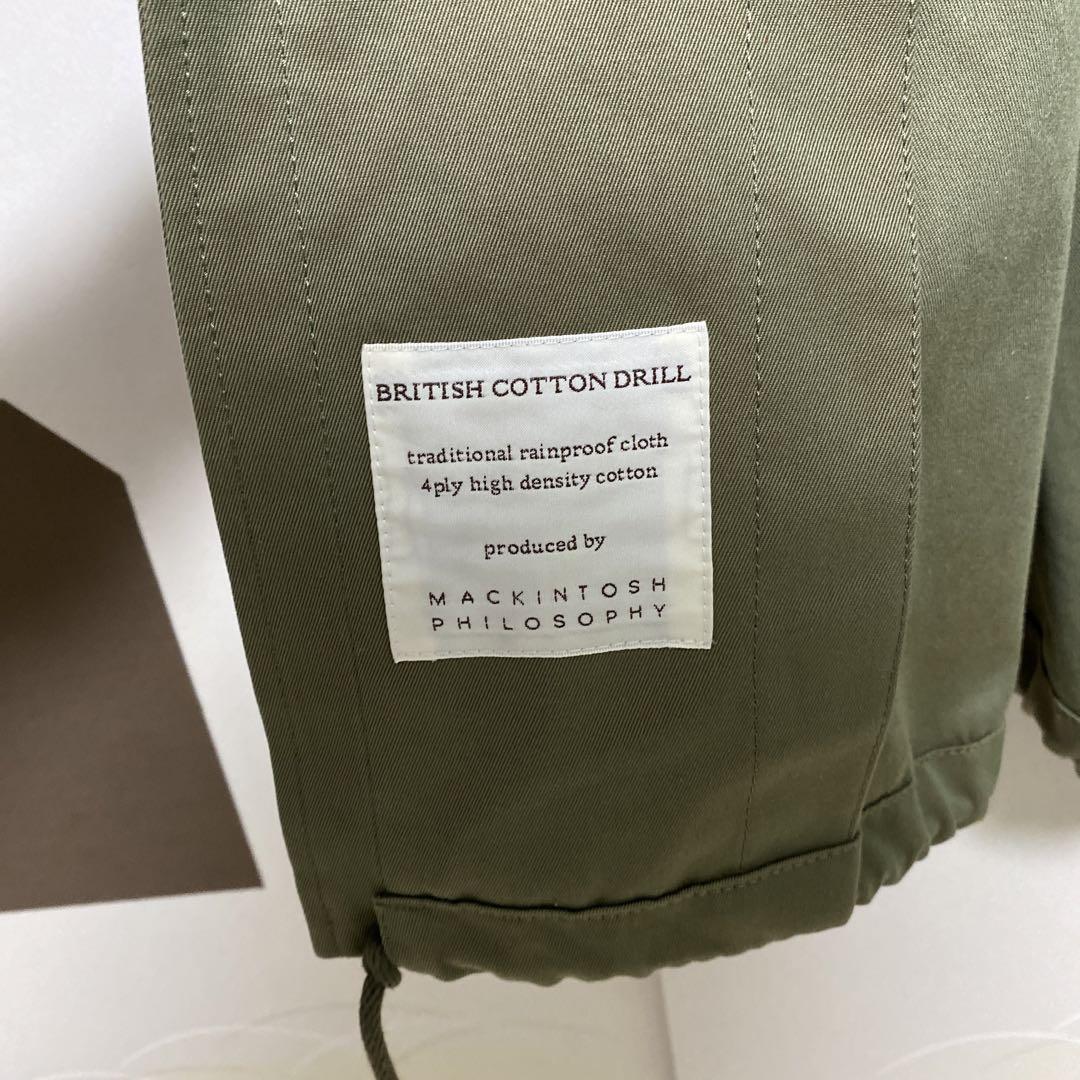 BRITISH COTTON DRILL
traditional rainproof cloth
4ply high density cotton
produced by
MACKINTOSH
PHILOSOPHY